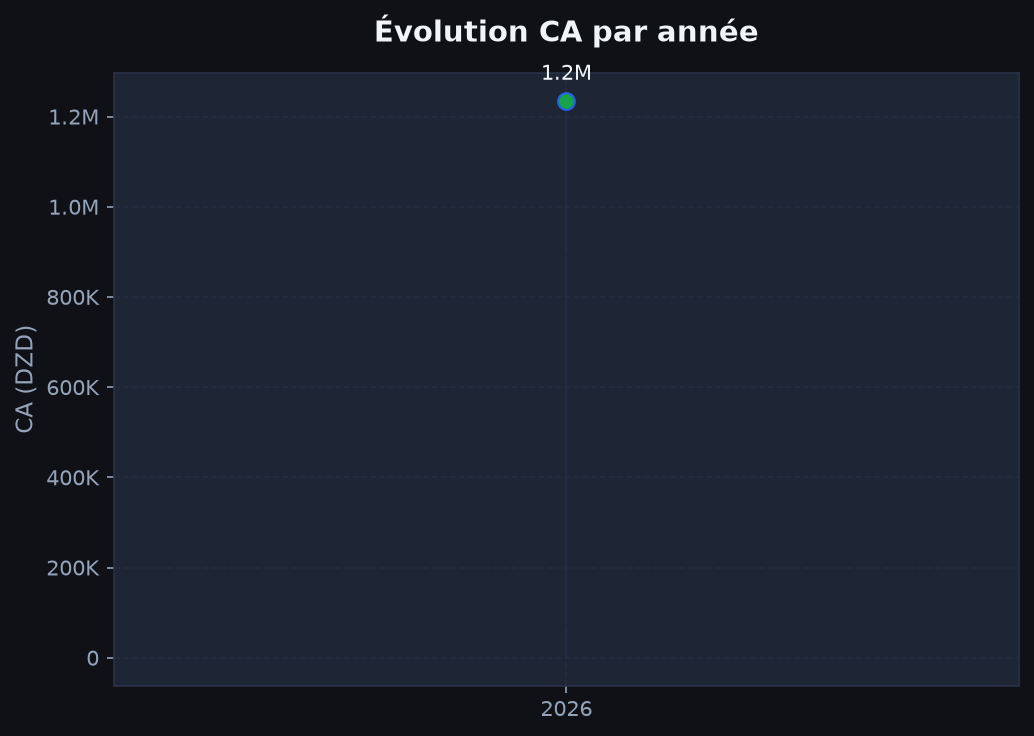 Évolution CA par année
1.2M
1.2M
1.0M
800K
600K
400K
200K
0
CA (DZD)
2026